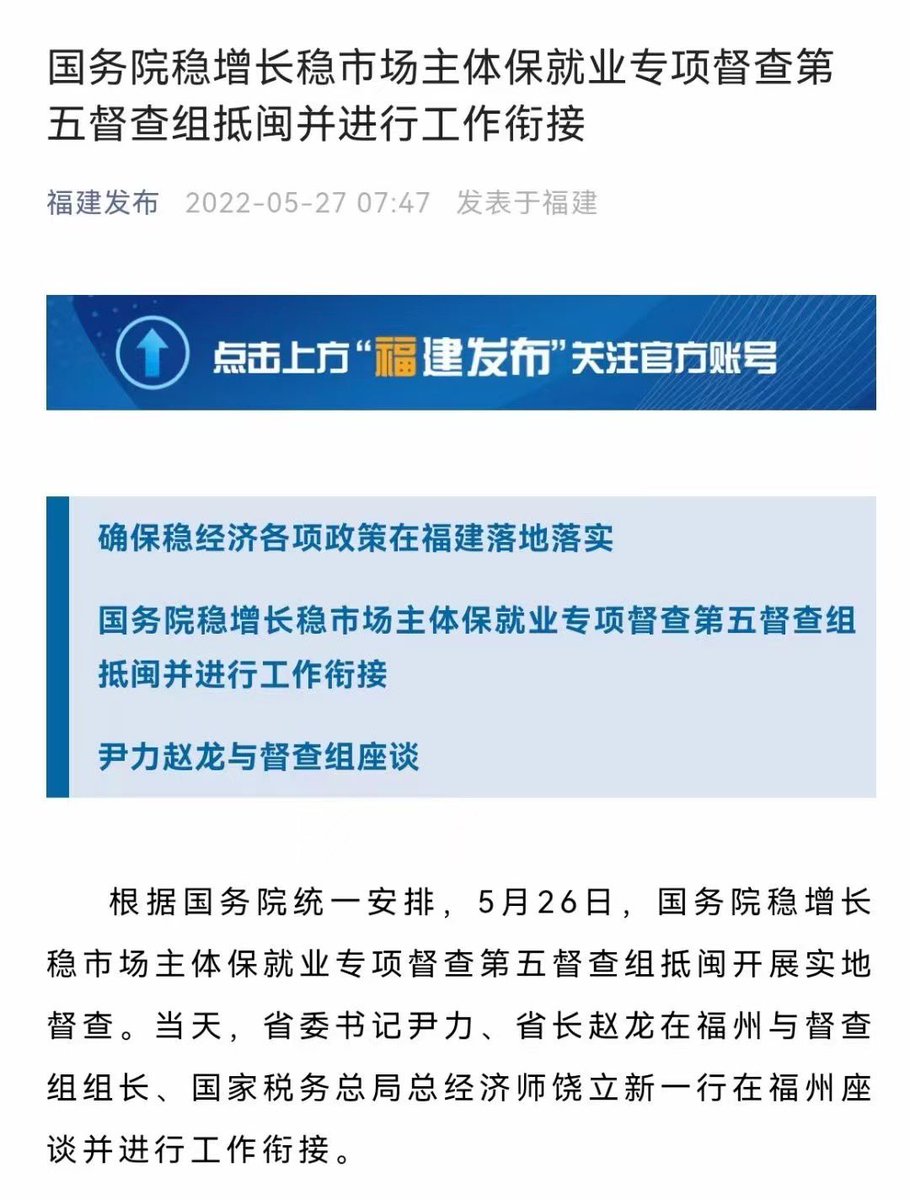 国务院稳增长稳市场主体保就业专项督查第
五督查组抵闽并进行工作衔接
福建发布 2022-05-27 07:47 发表于福建
点击上方“福建发布”关注官方账号
确保稳经济各项政策在福建落地落实
国务院稳增长稳市场主体保就业专项督查第五督查组
抵闽并进行工作衔接
尹力赵龙与督查组座谈
根据国务院统一安排，5月26日，国务院稳增长
稳市场主体保就业专项督查第五督查组抵闽开展实地
督查。当天，省委书记尹力、省长赵龙在福州与督查
组组长、国家税务总局总经济师饶立新一行在福州座
谈并进行工作衔接。